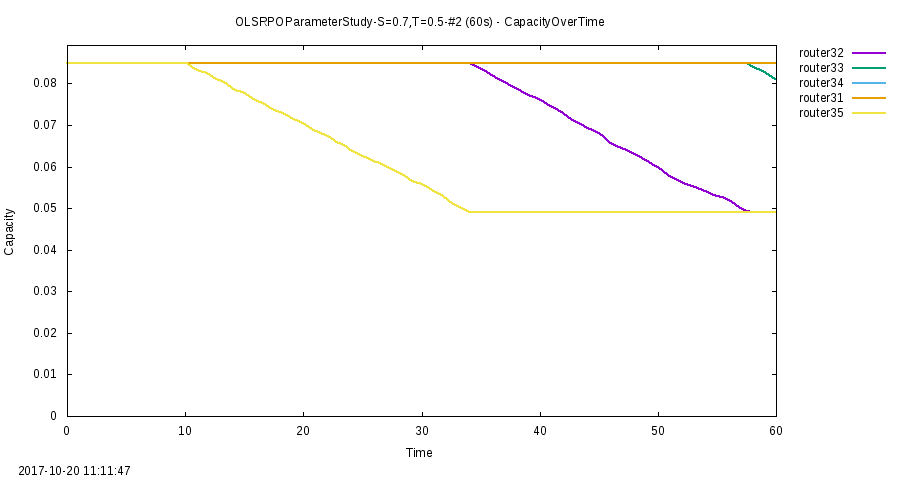 OLSRPOParameterStudy-S=0.7,T=0.5-#2 (60s) - CapacityOverTime
router32
router33
router34
router31
router35
0.08
0.07
0.06
0.05
0.04
0.03
0.02
0.01
0
Capacity
0 10 20 30 40 50 60
Time
2017-10-20 11:11:47